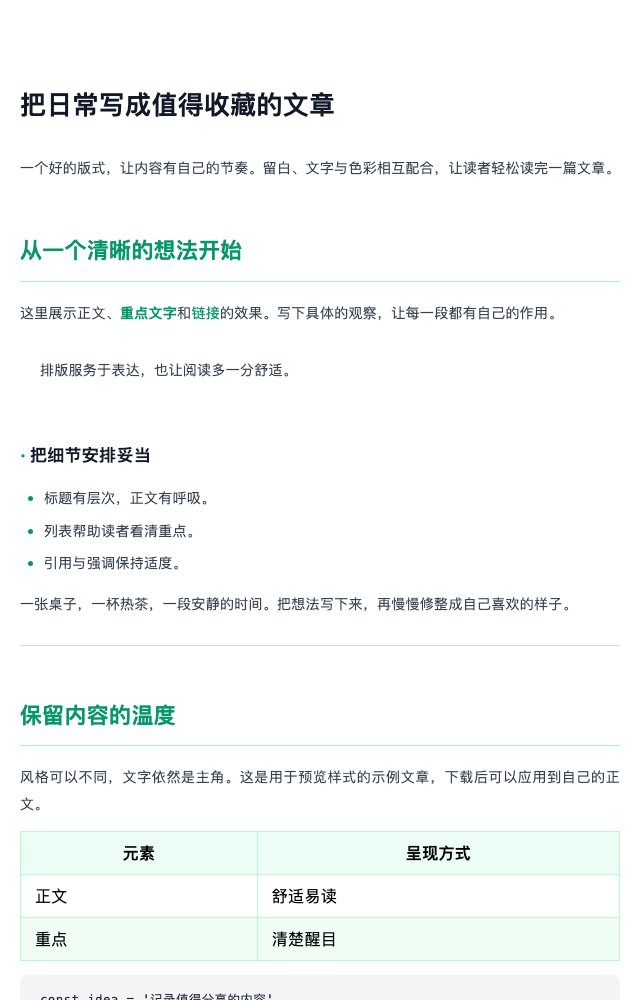 把日常写成值得收藏的文章
一个好的版式，让内容有自己的节奏。留白、文字与色彩相互配合，让读者轻松读完一篇文章。
从一个清晰的想法开始
这里展示正文、重点文字和链接的效果。写下具体的观察，让每一段都有自己的作用。
排版服务于表达，也让阅读多一分舒适。
· 把细节安排妥当
• 标题有层次，正文有呼吸。
• 列表帮助读者看清重点。
• 引用与强调保持适度。
一张桌子，一杯热茶，一段安静的时间。把想法写下来，再慢慢修整成自己喜欢的样子。
保留内容的温度
风格可以不同，文字依然是主角。这是用于预览样式的示例文章，下载后可以应用到自己的正
文。
元素 呈现方式
正文 舒适易读
重点 清楚醒目
const idea = '记录值得分享的内容'